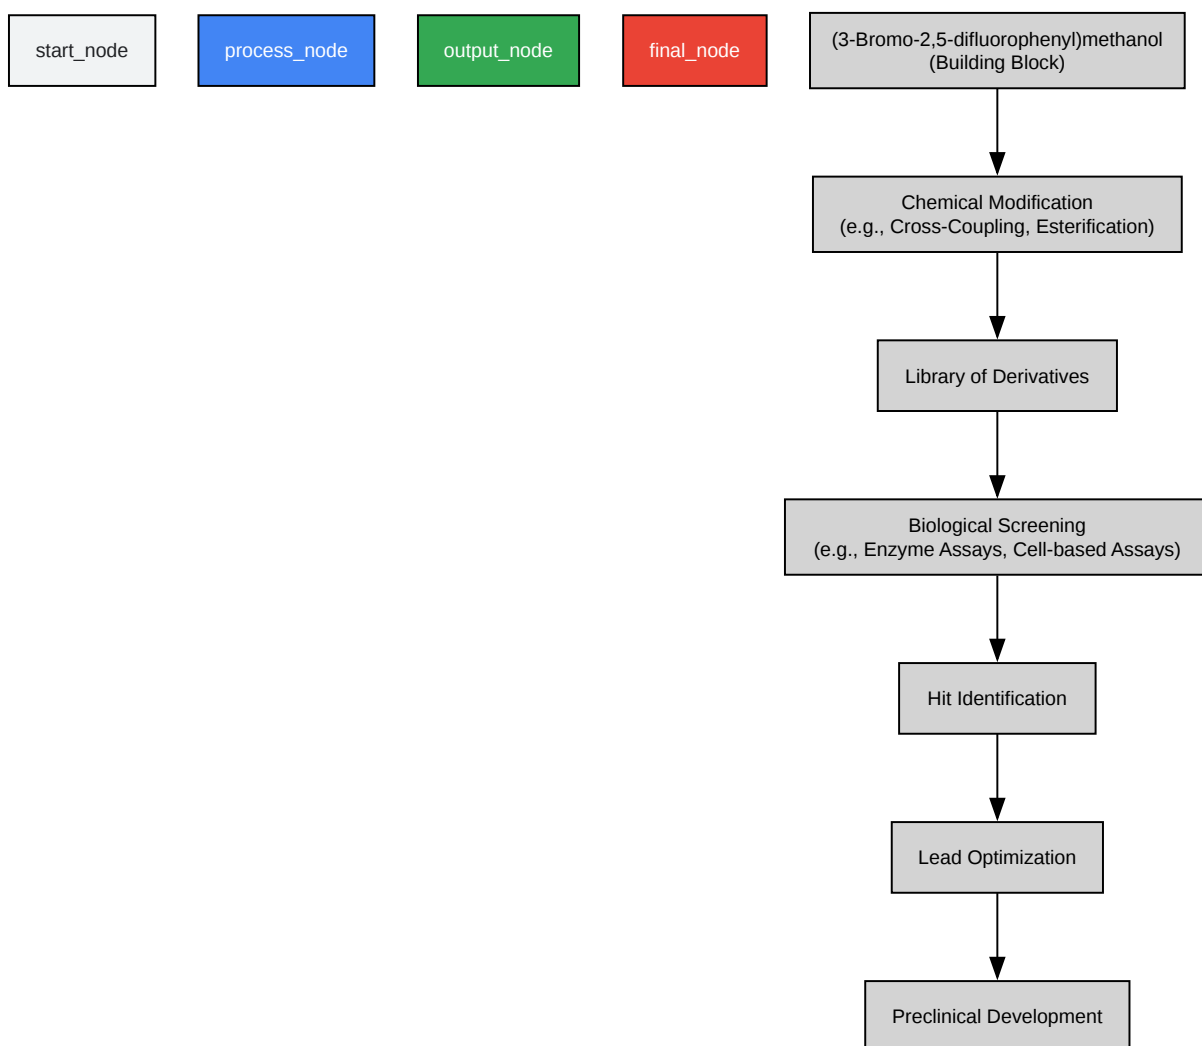 start_node
process_node
output_node
final_node
(3-Bromo-2,5-difluorophenyl)methanol
(Building Block)
Chemical Modification
(e.g., Cross-Coupling, Esterification)
Library of Derivatives
Biological Screening
(e.g., Enzyme Assays, Cell-based Assays)
Hit Identification
Lead Optimization
Preclinical Development